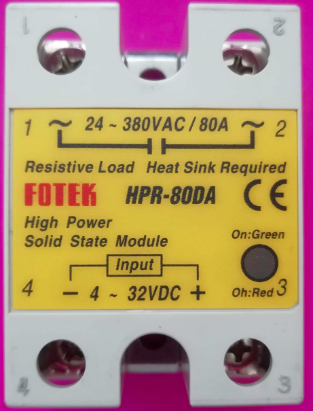 1 2
1 ~ 24 ~ 380VAC / 80A ~ 2
Resistive Load Heat Sink Required
FOTEK HPR-80DA CE
High Power
Solid State Module
On:Green
Input
4 - 4 ~ 32VDC + Oh:Red 3
4 3